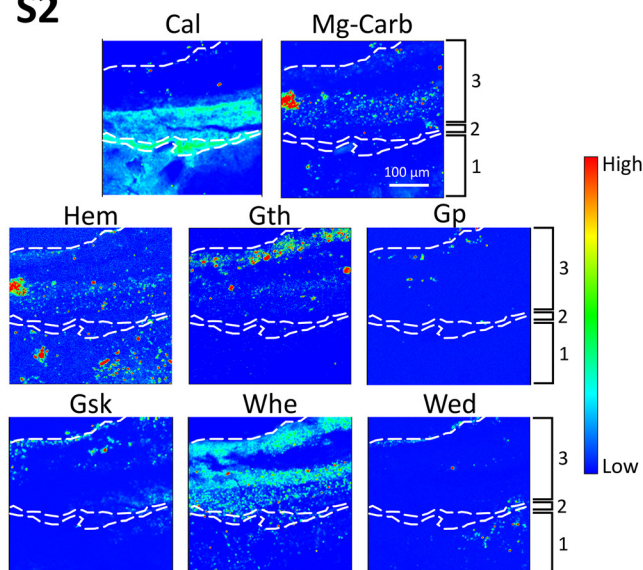 S2
Cal
Mg-Carb
3
2
1
100 µm
High
Hem
Gth
Gp
3
2
1
Gsk
Whe
Wed
Low
3
2
1